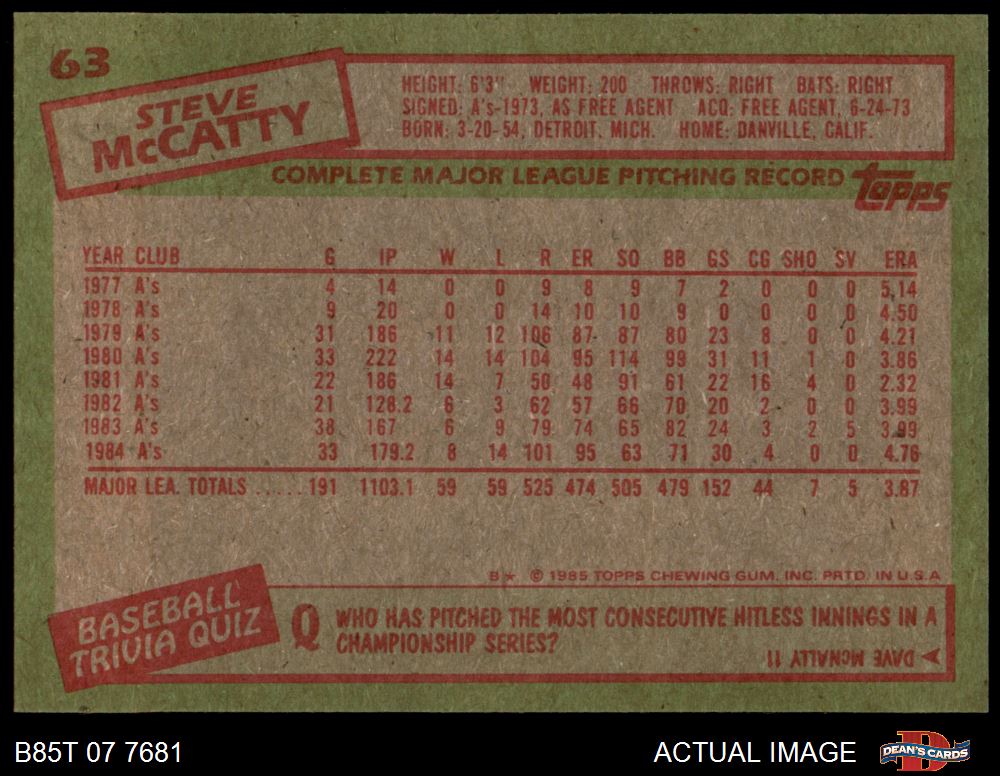 63
STEVE
McCATTY
HEIGHT: 6'3" WEIGHT: 200 THROWS: RIGHT BATS: RIGHT
SIGNED: A's-1973, AS FREE AGENT ACQ: FREE AGENT, 6-24-73
BORN: 3-20-54, DETROIT, MICH. HOME: DANVILLE, CALIF.
COMPLETE MAJOR LEAGUE PITCHING RECORD topps
YEAR CLUB G IP W L R ER SO BB GS CG SHO SV ERA
1977 A's 4 14 0 0 9 8 9 7 2 0 0 0 5.14
1978 A's 9 20 0 0 14 10 10 9 0 0 0 0 4.50
1979 A's 31 186 11 12 106 87 87 80 23 8 0 0 4.21
1980 A's 33 222 14 14 104 95 114 99 31 11 1 0 3.86
1981 A's 22 186 14 7 50 48 91 61 22 16 4 0 2.32
1982 A's 21 128.2 6 3 62 57 66 70 20 2 0 0 3.99
1983 A's 38 167 6 9 79 74 65 82 24 3 2 5 3.99
1984 A's 33 179.2 8 14 101 95 63 71 30 4 0 0 4.76
MAJOR LEA. TOTALS ..... 191 1103.1 59 59 525 474 505 479 152 44 7 5 3.87
B★ © 1985 TOPPS CHEWING GUM, INC. PRTD. IN U.S.A
BASEBALL
TRIVIA QUIZ
Q WHO HAS PITCHED THE MOST CONSECUTIVE HITLESS INNINGS IN A
CHAMPIONSHIP SERIES?
DAVE McNALLY 11
B85T 07 7681
ACTUAL IMAGE
D
DEAN'S CARDS